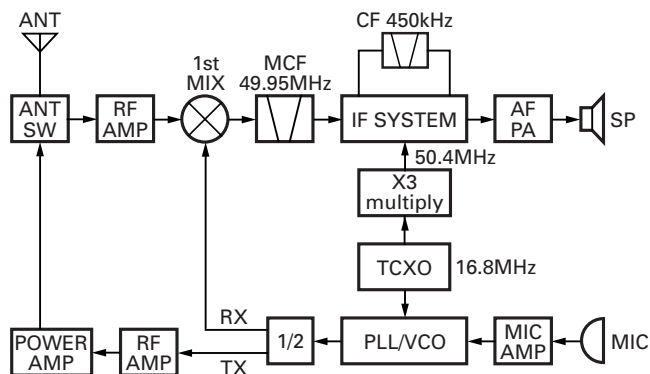 ANT
CF 450kHz
1st
MIX
MCF
49.95MHz
ANT
SW
RF
AMP
IF SYSTEM
AF
PA
SP
50.4MHz
X3
multiply
TCXO
16.8MHz
RX
TX
POWER
AMP
RF
AMP
1/2
PLL/VCO
MIC
AMP
MIC